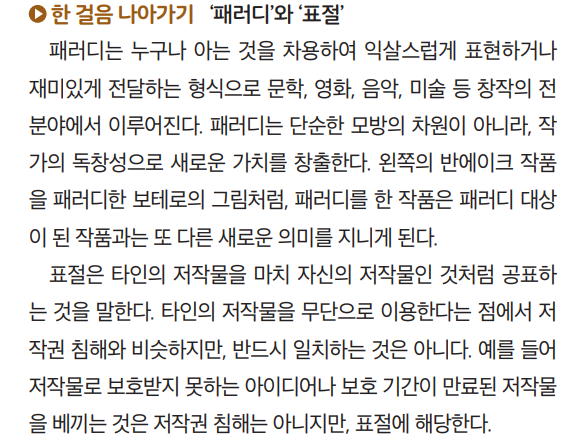 한 걸음 나아가기 '패러디'와 '표절'
패러디는 누구나 아는 것을 차용하여 익살스럽게 표현하거나
재미있게 전달하는 형식으로 문학, 영화, 음악, 미술 등 창작의 전
분야에서 이루어진다. 패러디는 단순한 모방의 차원이 아니라, 작
가의 독창성으로 새로운 가치를 창출한다. 왼쪽의 반에이크 작품
을 패러디한 보테로의 그림처럼, 패러디를 한 작품은 패러디 대상
이 된 작품과는 또 다른 새로운 의미를 지니게 된다.
표절은 타인의 저작물을 마치 자신의 저작물인 것처럼 공표하
는 것을 말한다. 타인의 저작물을 무단으로 이용한다는 점에서 저
작권 침해와 비슷하지만, 반드시 일치하는 것은 아니다. 예를 들어
저작물로 보호받지 못하는 아이디어나 보호 기간이 만료된 저작물
을 베끼는 것은 저작권 침해는 아니지만, 표절에 해당한다.